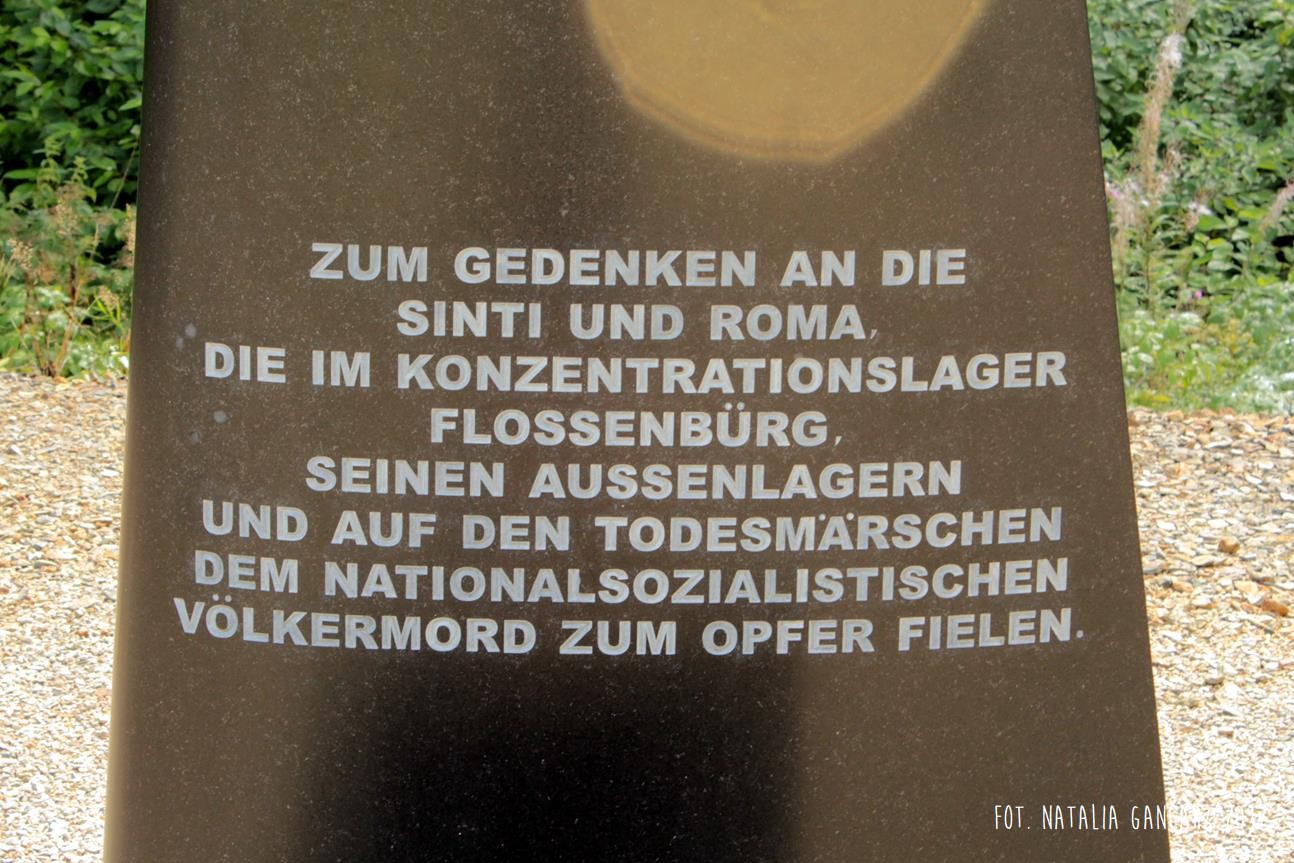 ZUM GEDENKEN AN DIE
SINTI UND ROMA,
DIE IM KONZENTRATIONSLAGER
FLOSSENBÜRG,
SEINEN AUSSENLAGERN
UND AUF DEN TODESMÄRSCHEN
DEM NATIONALSOZIALISTISCHEN
VÖLKERMORD ZUM OPFER FIELEN.
FOT. NATALIA